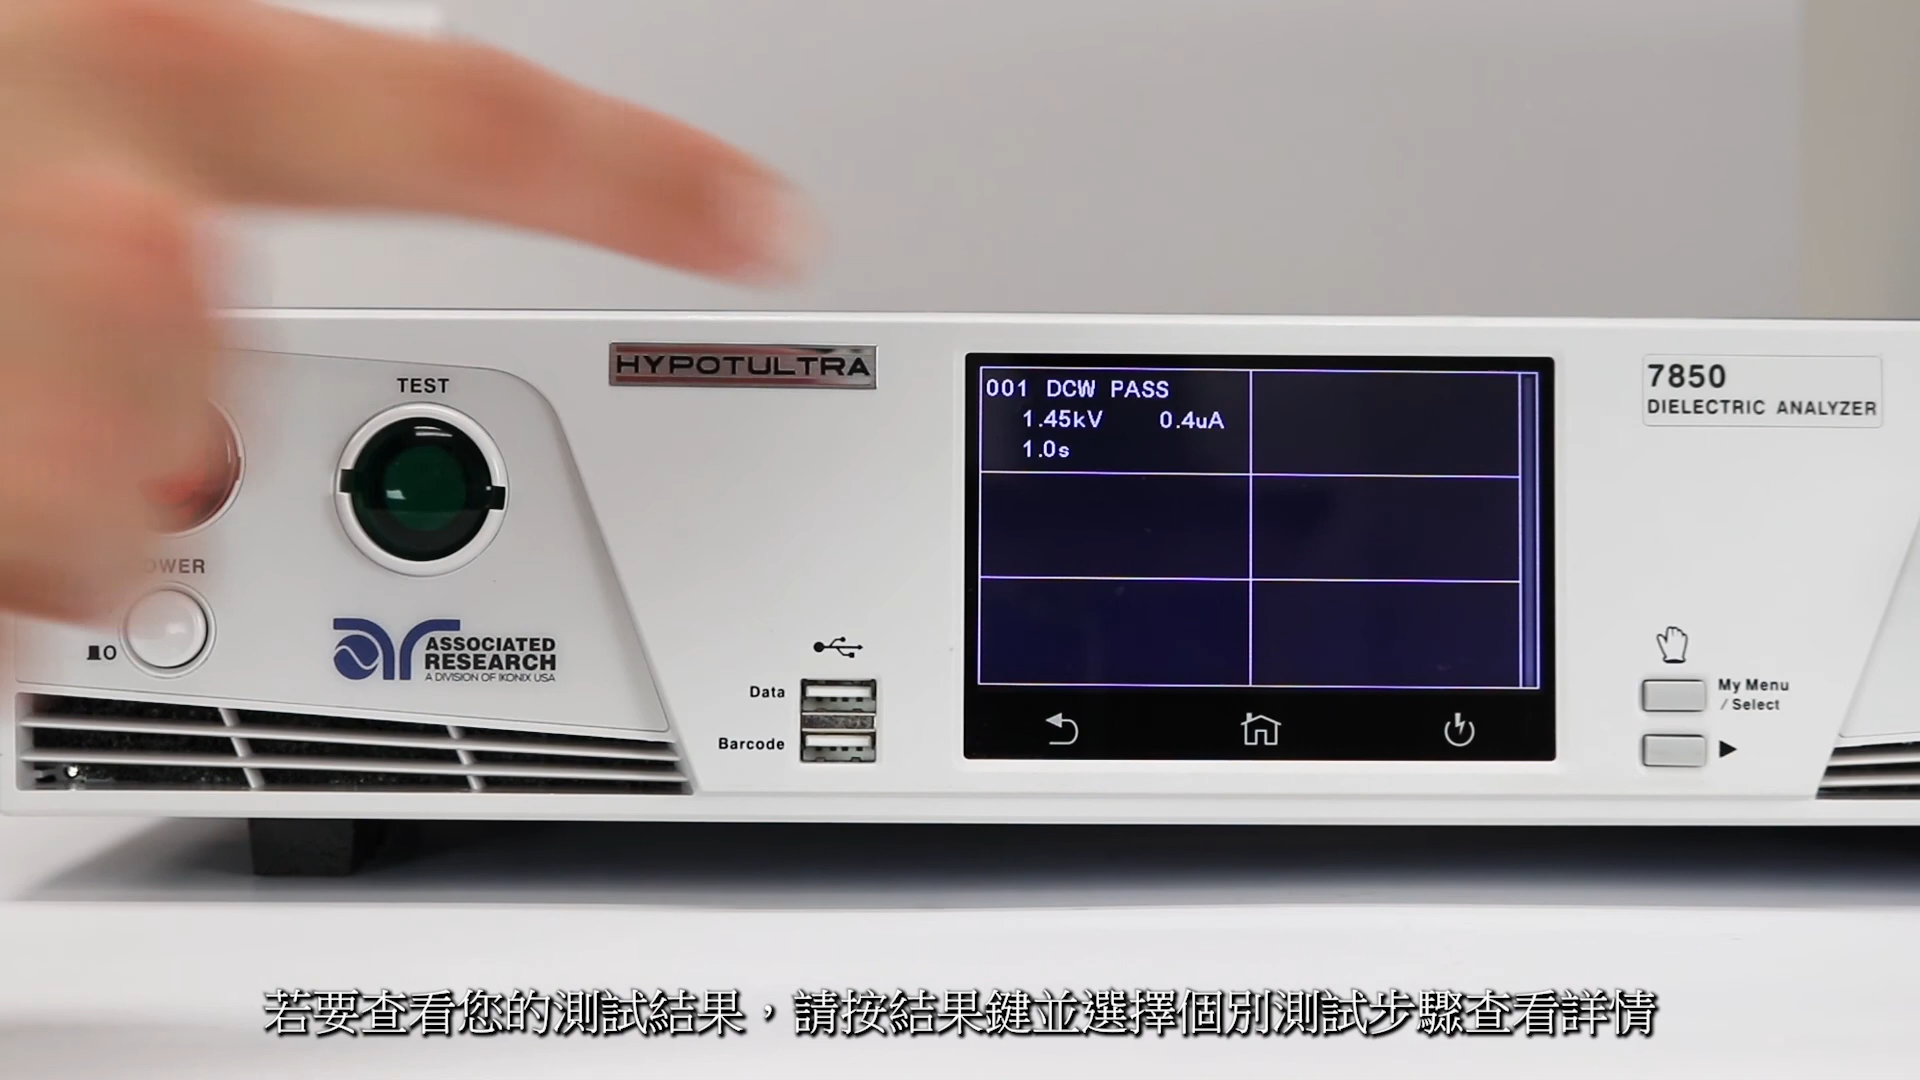 HYPOTULTRA
7850
DIELECTRIC ANALYZER
TEST
001 DCW PASS
1.45kV 0.4uA
1.0s
OWER
ASSOCIATED
RESEARCH
A DIVISION OF IKONIX USA
Data
Barcode
My Menu
/ Select
若要查看您的測試結果，請按結果鍵並選擇個別測試步驟查看詳情